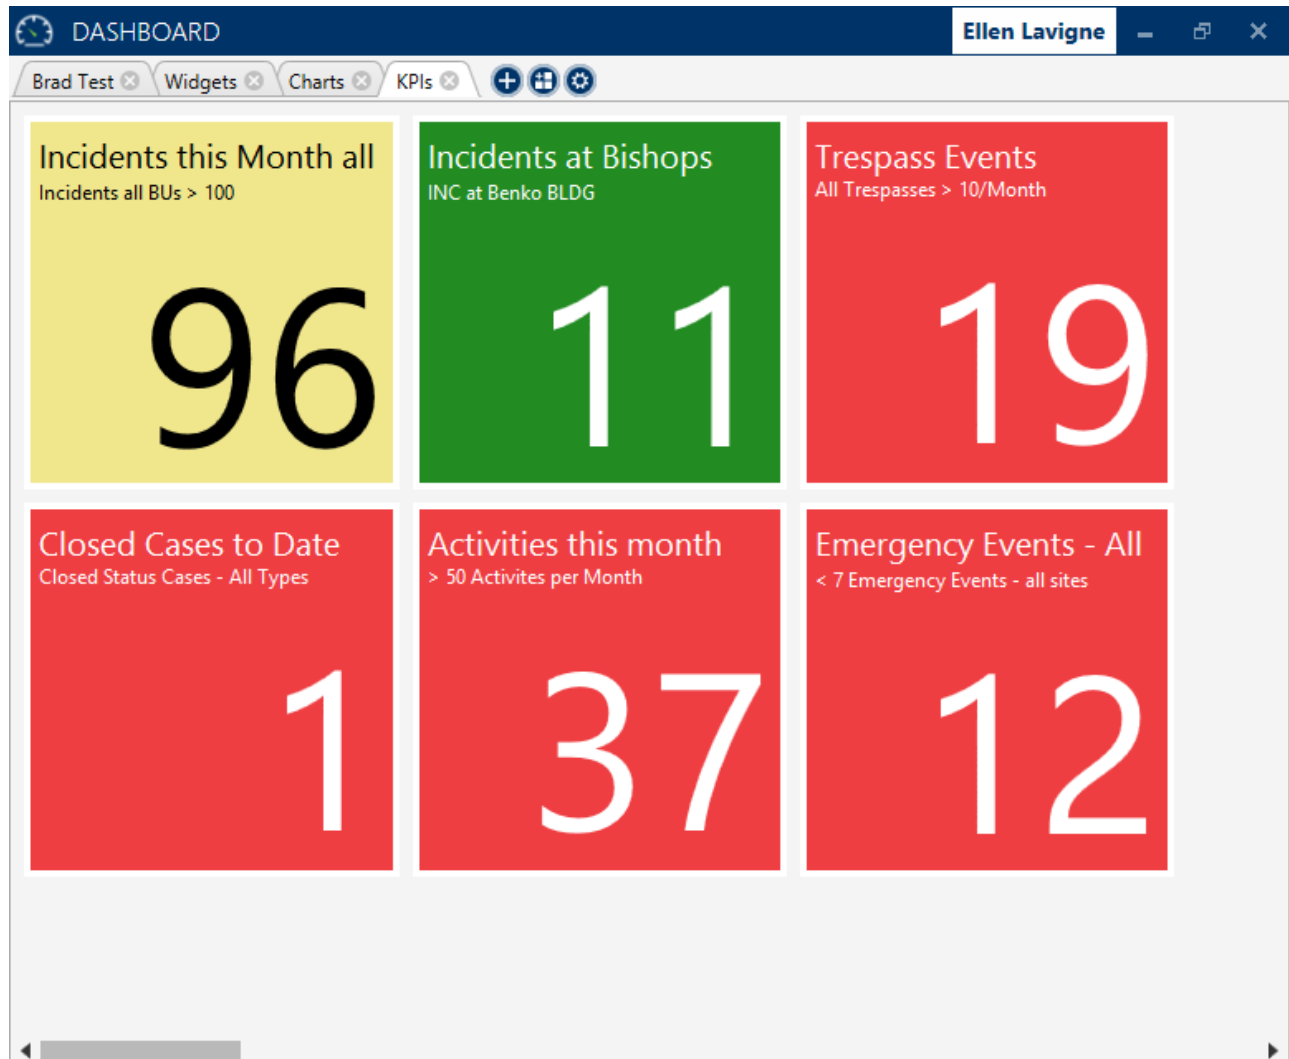 DASHBOARD
Ellen Lavigne
Brad Test
Widgets
Charts
KPIs
Incidents this Month all
Incidents all BUs > 100
96
Incidents at Bishops
INC at Benko BLDG
11
Trespass Events
All Trespasses > 10/Month
19
Closed Cases to Date
Closed Status Cases - All Types
1
Activities this month
> 50 Activites per Month
37
Emergency Events - All
< 7 Emergency Events - all sites
12